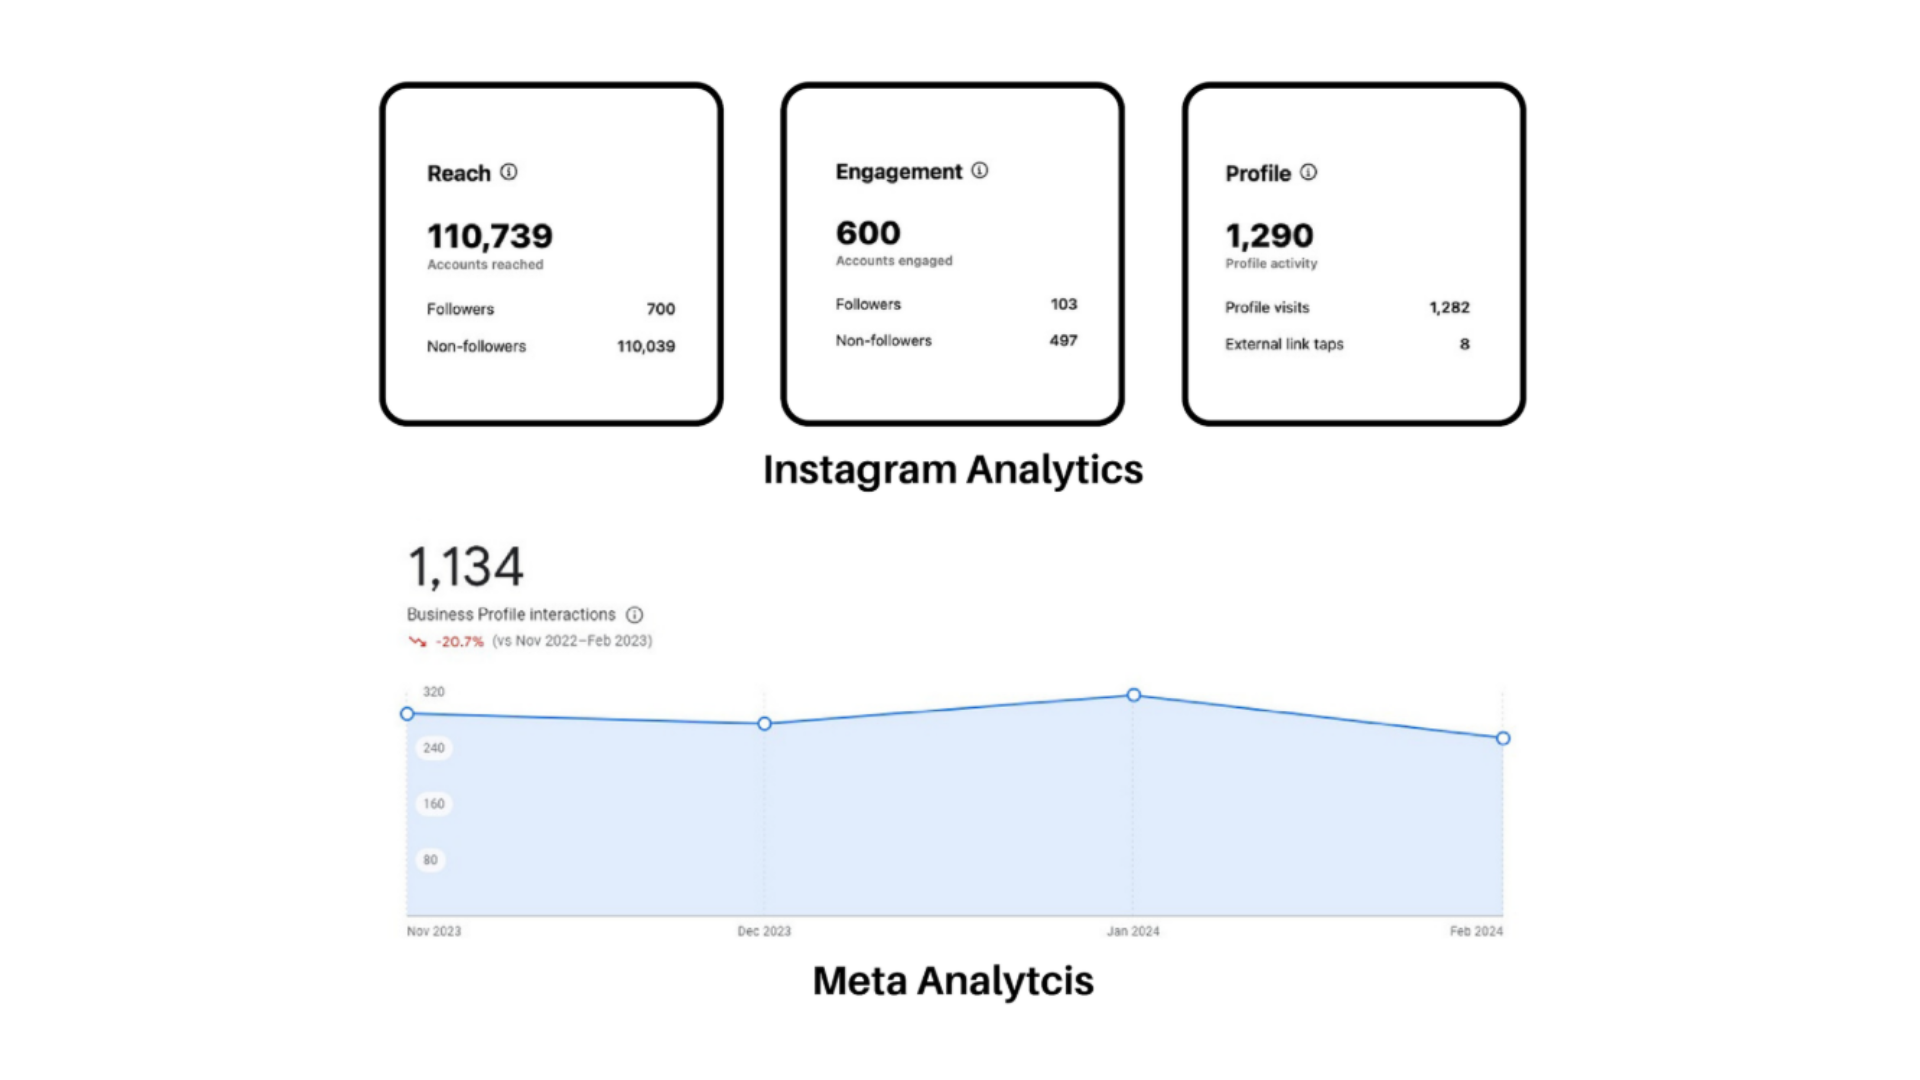 Reach
110,739
Accounts reached
Followers 700
Non-followers 110,039
Engagement
600
Accounts engaged
Followers 103
Non-followers 497
Profile
1,290
Profile activity
Profile visits 1,282
External link taps 8
Instagram Analytics
1,134
Business Profile interactions
-20.7% (vs Nov 2022–Feb 2023)
320
240
160
80
Nov 2023 Dec 2023 Jan 2024 Feb 2024
Meta Analytcis